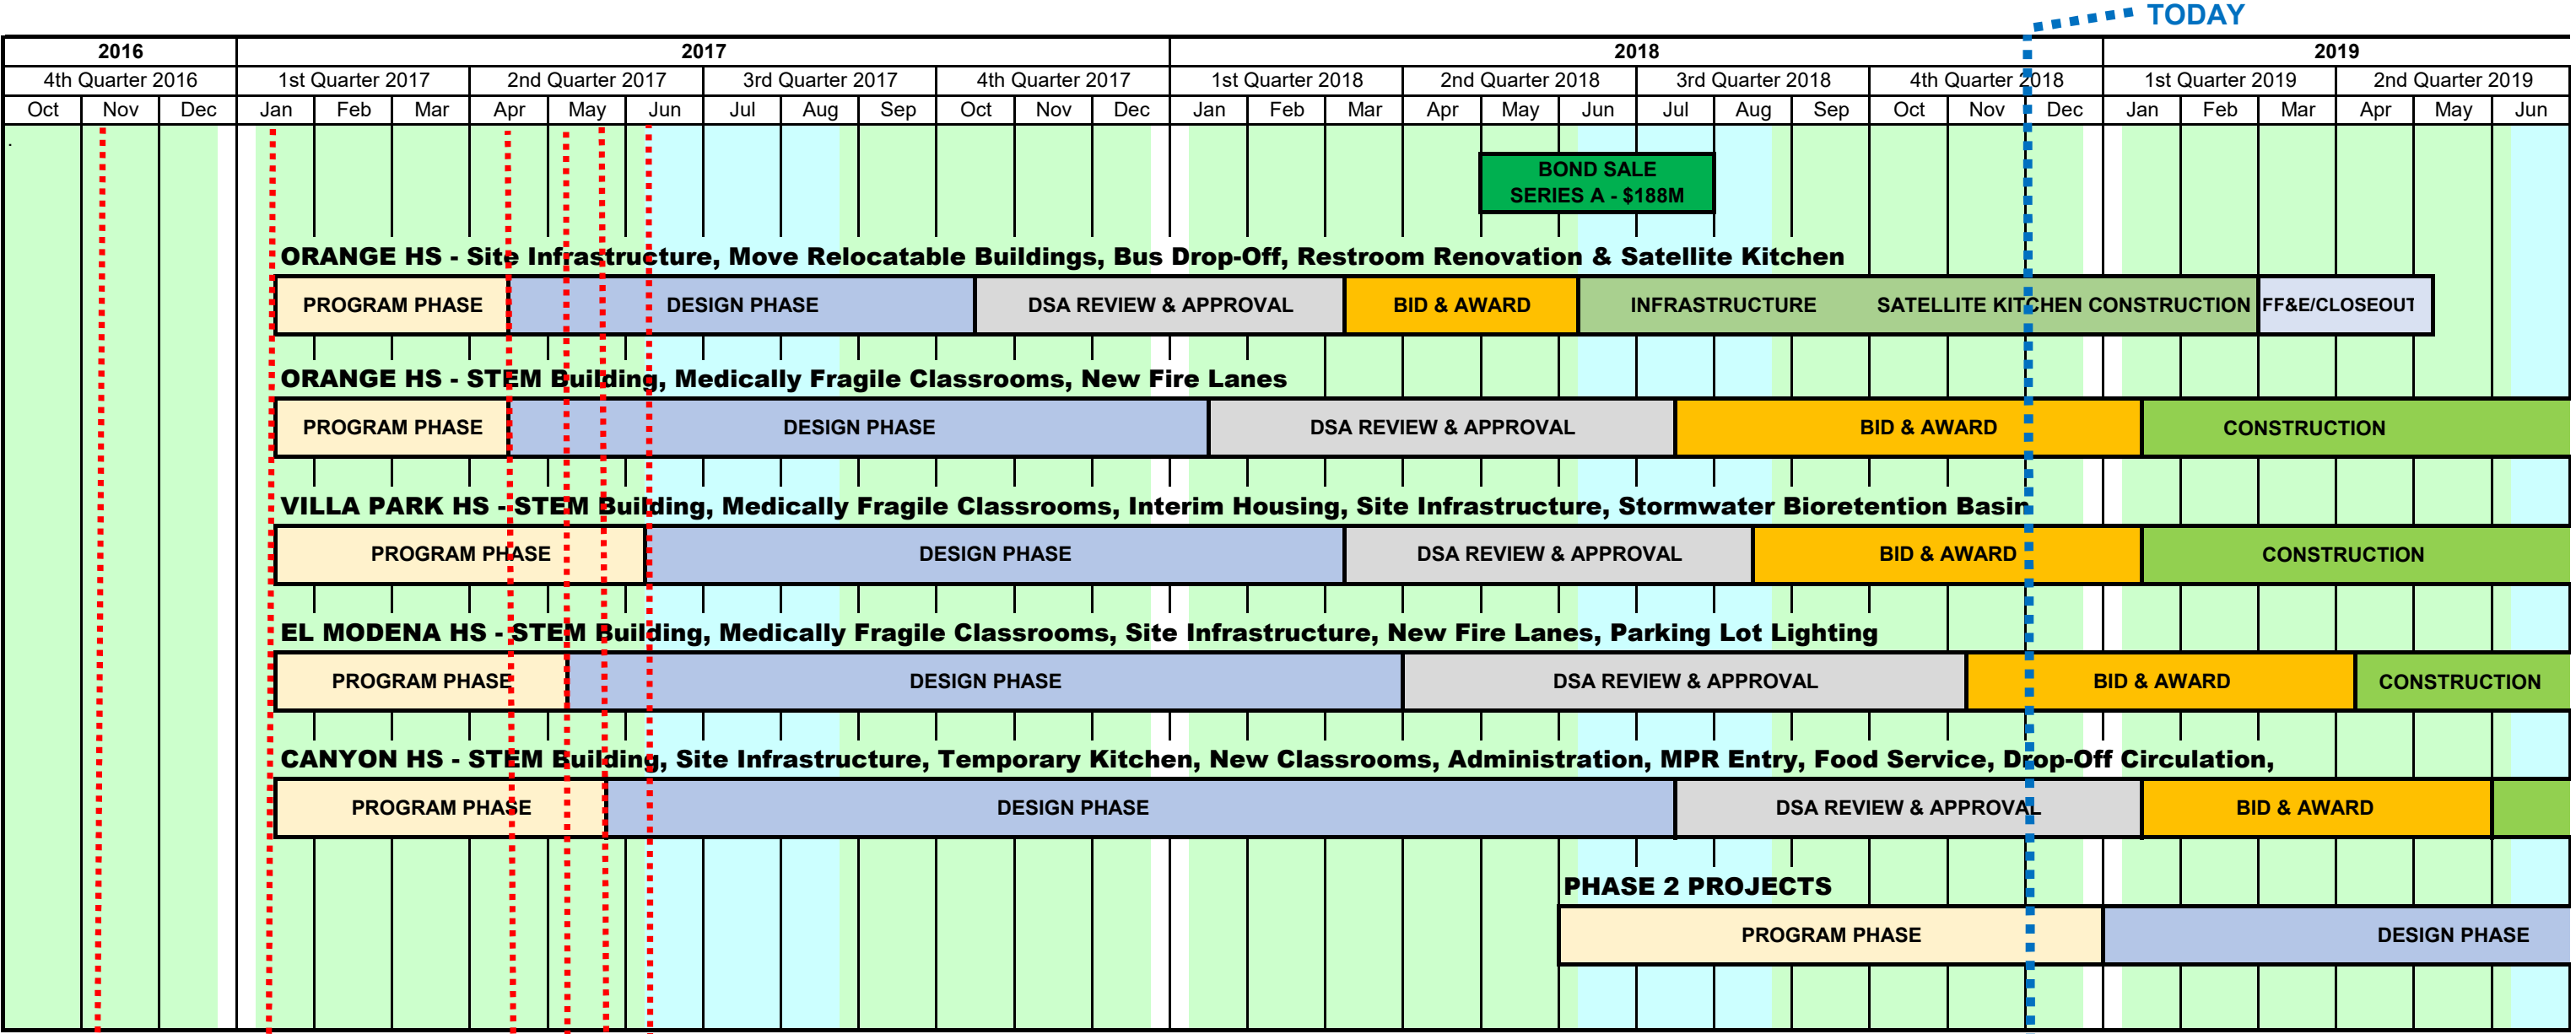 TODAY
2016 2017 2018 2019
4th Quarter 2016 1st Quarter 2017 2nd Quarter 2017 3rd Quarter 2017 4th Quarter 2017 1st Quarter 2018 2nd Quarter 2018 3rd Quarter 2018 4th Quarter 2018 1st Quarter 2019 2nd Quarter 2019
Oct Nov Dec Jan Feb Mar Apr May Jun Jul Aug Sep Oct Nov Dec Jan Feb Mar Apr May Jun Jul Aug Sep Oct Nov Dec Jan Feb Mar Apr May Jun
BOND SALE
SERIES A - $188M
ORANGE HS - Site Infrastructure, Move Relocatable Buildings, Bus Drop-Off, Restroom Renovation & Satellite Kitchen
PROGRAM PHASE DESIGN PHASE DSA REVIEW & APPROVAL BID & AWARD INFRASTRUCTURE SATELLITE KITCHEN CONSTRUCTION FF&E/CLOSEOUT
ORANGE HS - STEM Building, Medically Fragile Classrooms, New Fire Lanes
PROGRAM PHASE DESIGN PHASE DSA REVIEW & APPROVAL BID & AWARD CONSTRUCTION
VILLA PARK HS - STEM Building, Medically Fragile Classrooms, Interim Housing, Site Infrastructure, Stormwater Bioretention Basin
PROGRAM PHASE DESIGN PHASE DSA REVIEW & APPROVAL BID & AWARD CONSTRUCTION
EL MODENA HS - STEM Building, Medically Fragile Classrooms, Site Infrastructure, New Fire Lanes, Parking Lot Lighting
PROGRAM PHASE DESIGN PHASE DSA REVIEW & APPROVAL BID & AWARD CONSTRUCTION
CANYON HS - STEM Building, Site Infrastructure, Temporary Kitchen, New Classrooms, Administration, MPR Entry, Food Service, Drop-Off Circulation,
PROGRAM PHASE DESIGN PHASE DSA REVIEW & APPROVAL BID & AWARD
PHASE 2 PROJECTS
PROGRAM PHASE DESIGN PHASE